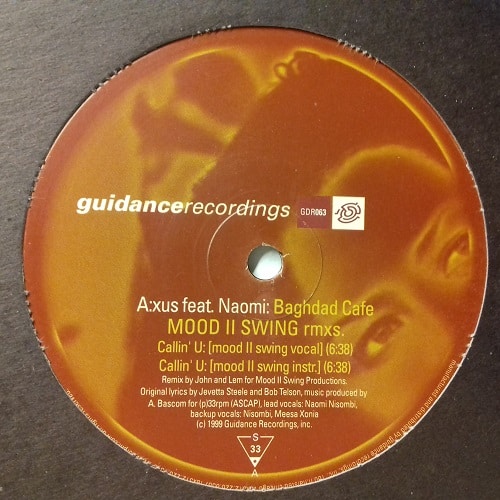 guidancerecordings GDR063
A:xus feat. Naomi: Baghdad Cafe
MOOD II SWING rmxs.
Callin' U: [mood II swing vocal] (6:38)
Callin' U: [mood II swing instr.] (6:38)
Remix by John and Lem for Mood II Swing Productions.
Original lyrics by Jevetta Steele and Bob Telson, produced by
A. Bascom for (p)33rpm (ASCAP), lead vocals: Naomi Nisombi,
backup vocals: Nisombi, Meesa Xonia
(c) 1999 Guidance Recordings, inc.
S
33
A